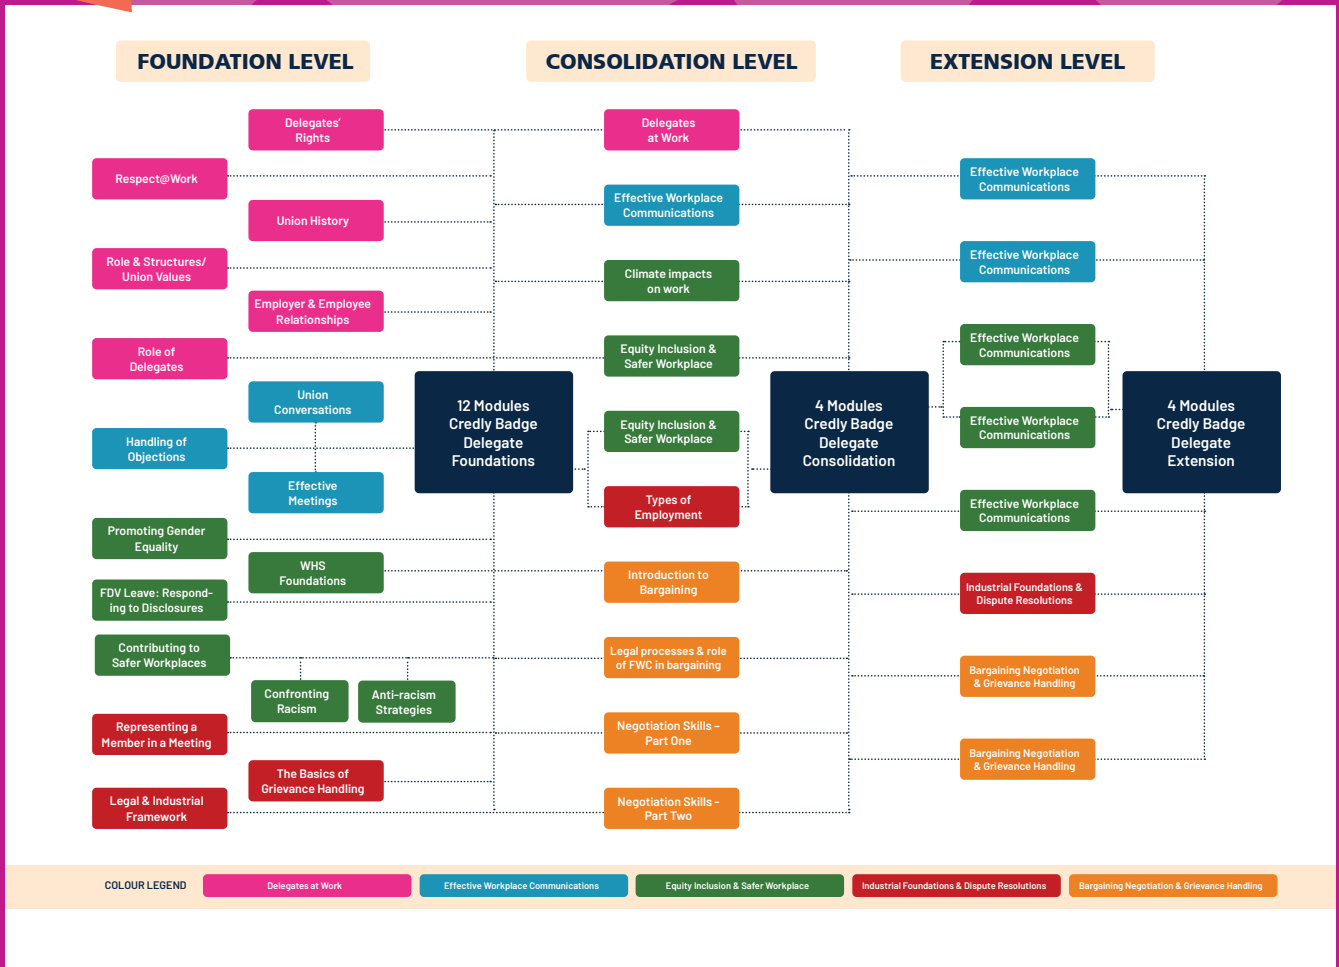 FOUNDATION LEVEL
CONSOLIDATION LEVEL
EXTENSION LEVEL
Delegates’
Rights
Respect@Work
Union History
Role & Structures/
Union Values
Employer & Employee
Relationships
Role of
Delegates
Union
Conversations
Handling of
Objections
Effective
Meetings
Promoting Gender
Equality
WHS
Foundations
FDV Leave: Respond-
ing to Disclosures
Contributing to
Safer Workplaces
Confronting
Racism
Anti-racism
Strategies
Representing a
Member in a Meeting
The Basics of
Grievance Handling
Legal & Industrial
Framework
12 Modules
Credly Badge
Delegate
Foundations
Delegates
at Work
Effective Workplace
Communications
Climate impacts
on work
Equity Inclusion &
Safer Workplace
Equity Inclusion &
Safer Workplace
Types of
Employment
Introduction to
Bargaining
Legal processes & role
of FWC in bargaining
Negotiation Skills –
Part One
Negotiation Skills -
Part Two
4 Modules
Credly Badge
Delegate
Consolidation
Effective Workplace
Communications
Effective Workplace
Communications
Effective Workplace
Communications
Effective Workplace
Communications
Effective Workplace
Communications
Industrial Foundations &
Dispute Resolutions
Bargaining Negotiation
& Grievance Handling
Bargaining Negotiation
& Grievance Handling
4 Modules
Credly Badge
Delegate
Extension
COLOUR LEGEND
Delegates at Work
Effective Workplace Communications
Equity Inclusion & Safer Workplace
Industrial Foundations & Dispute Resolutions
Bargaining Negotiation & Grievance Handling